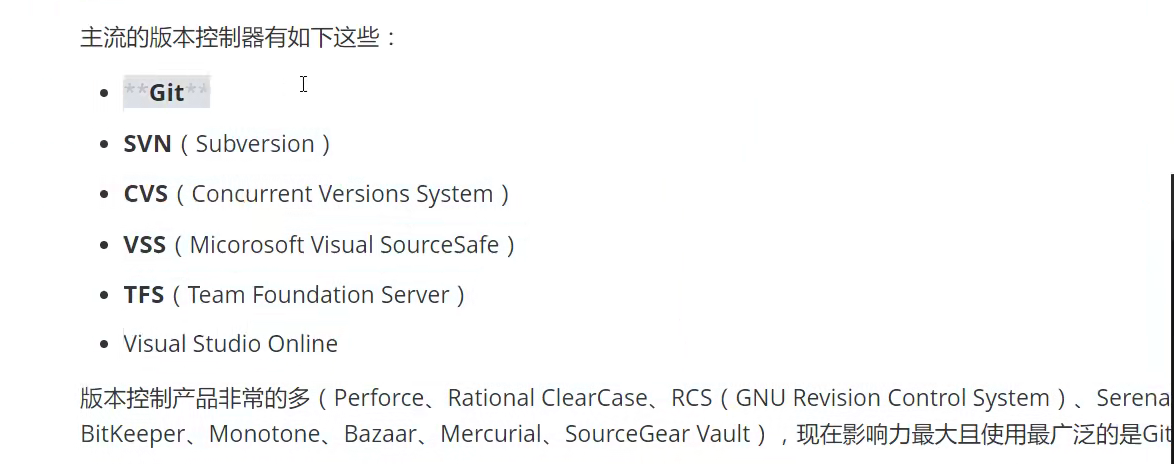 主流的版本控制器有如下这些：
**Git**
SVN（Subversion）
CVS（Concurrent Versions System）
VSS（Micorosoft Visual SourceSafe）
TFS（Team Foundation Server）
Visual Studio Online
版本控制产品非常的多（Perforce、Rational ClearCase、RCS（GNU Revision Control System）、Serena
BitKeeper、Monotone、Bazaar、Mercurial、SourceGear Vault），现在影响力最大且使用最广泛的是Git